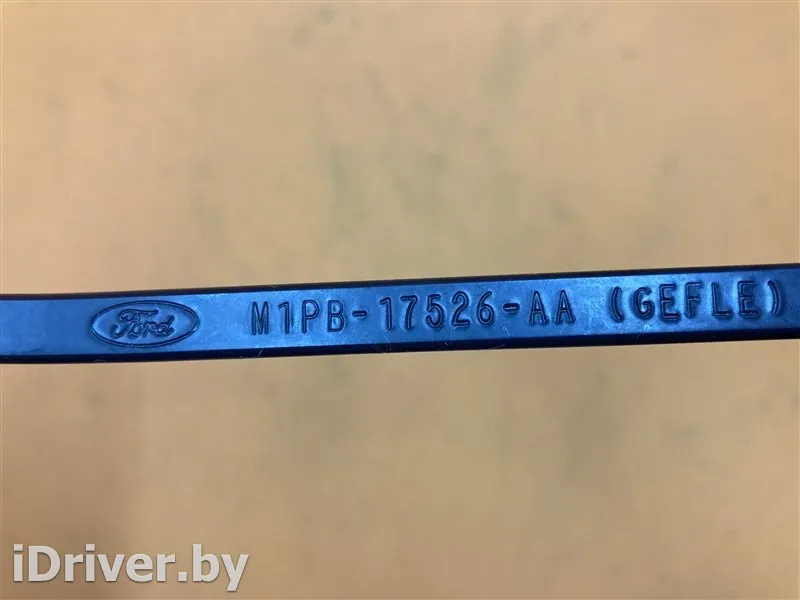 Ford M1PB-17526-AA (GEFLE)
iDriver.by